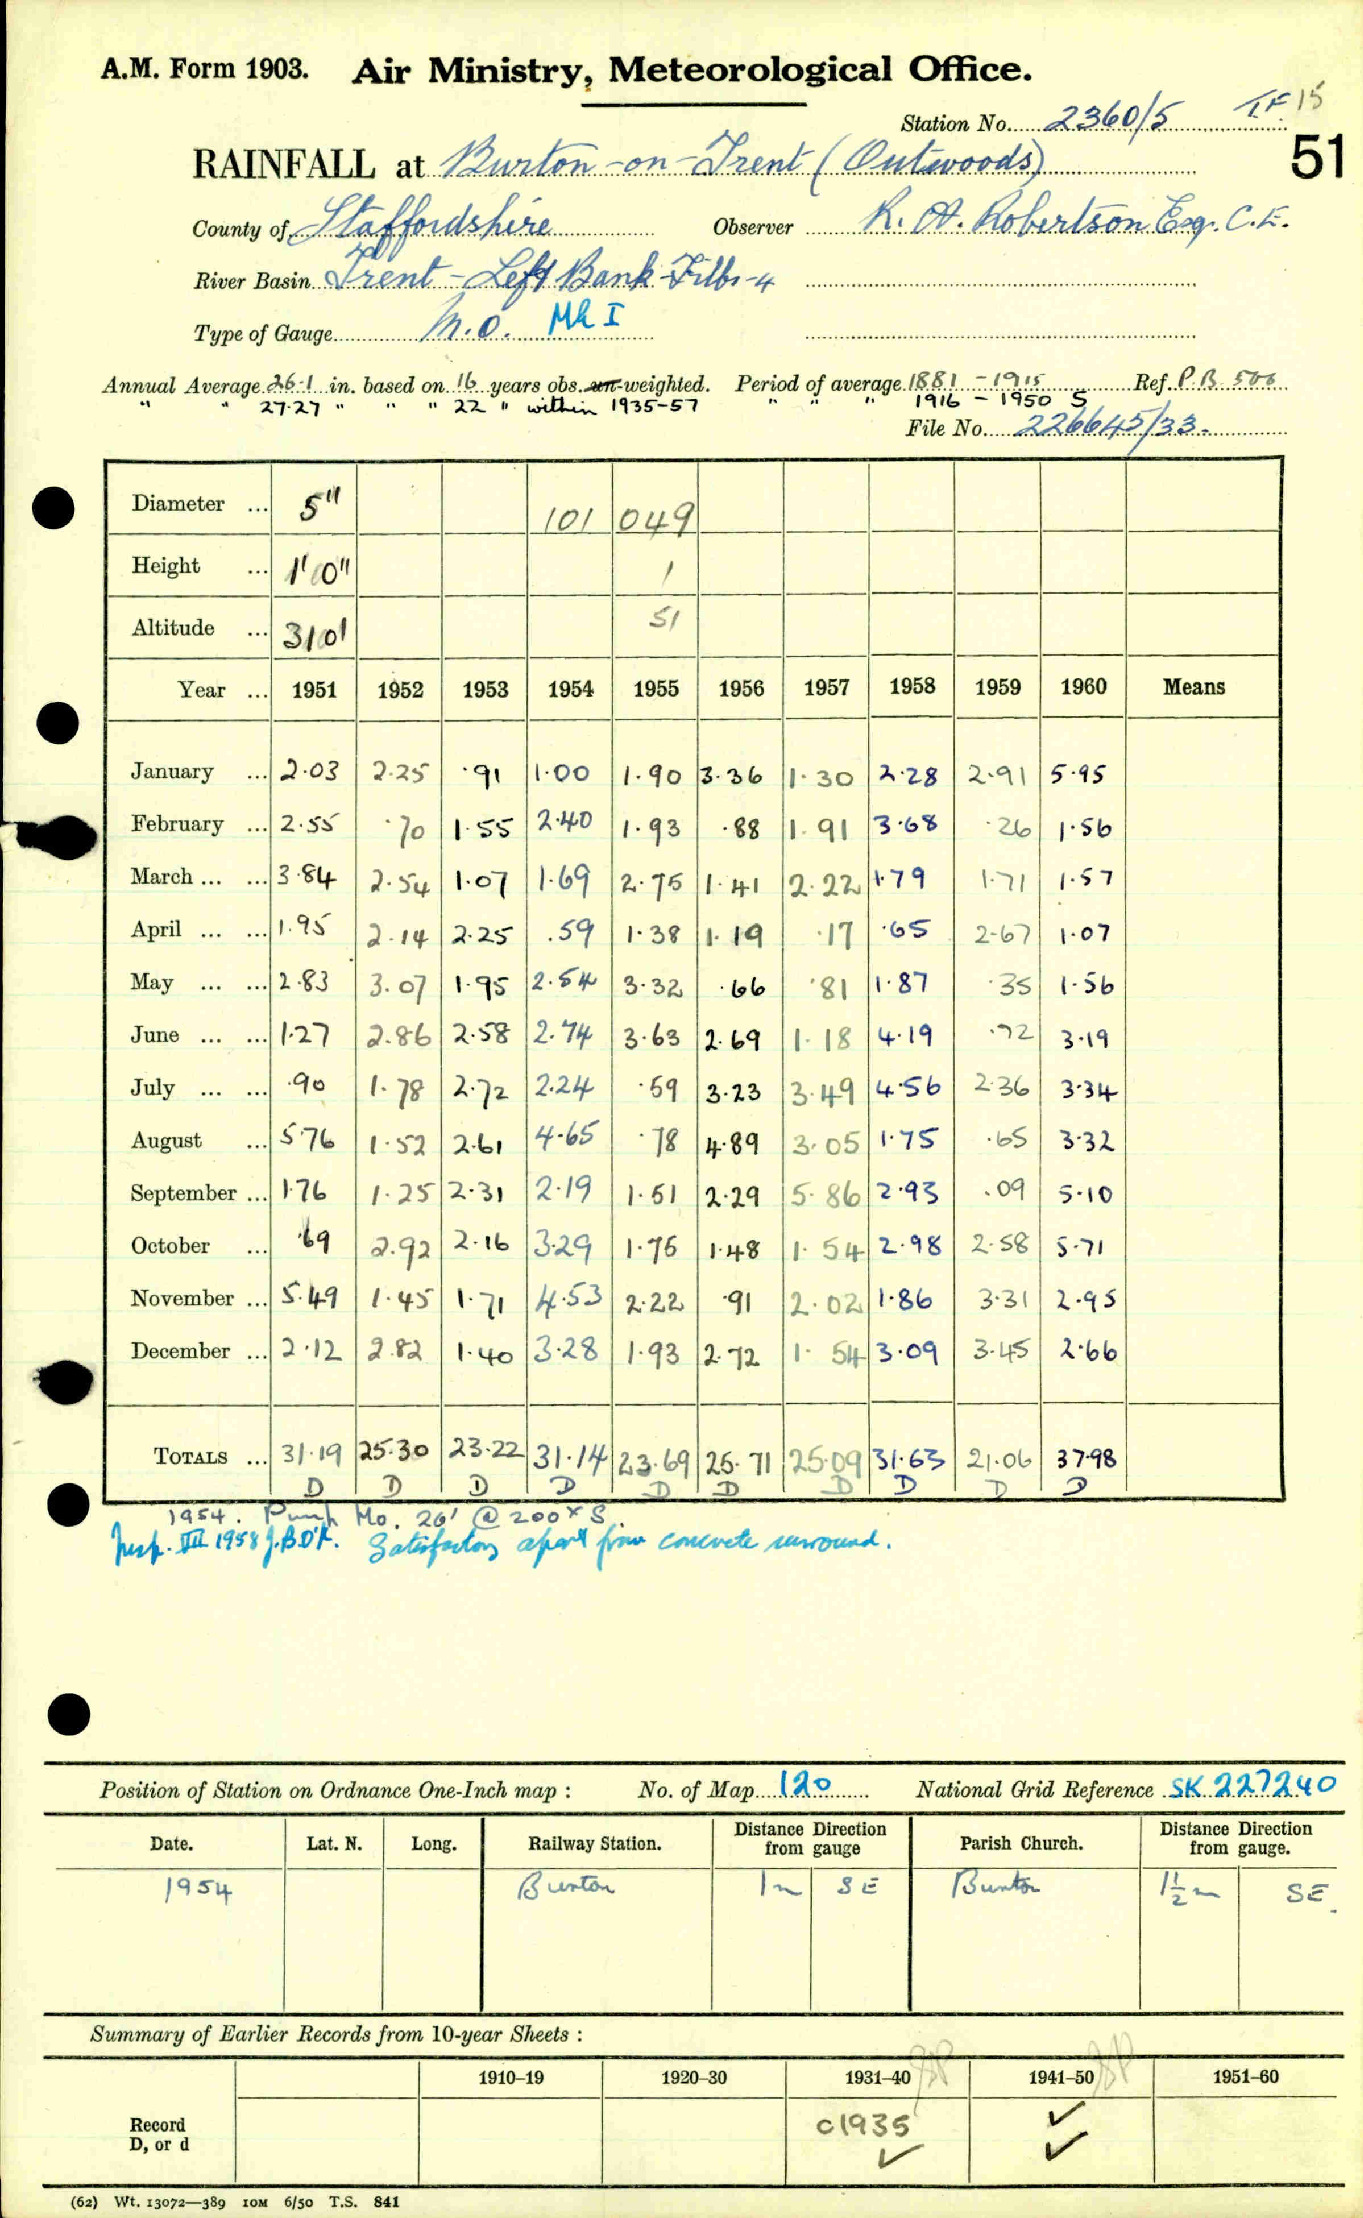 A.M. Form 1903. Air Ministry, Meteorological Office.
Station No. 2360/5 T.F. 15
51
RAINFALL at Burton-on-Trent (Outwoods)
County of Staffordshire Observer R. A. Robertson Esq. C.E.
River Basin Trent - Left Bank Tribs - 4
Type of Gauge M.O. Mk I
Annual Average 26.1 in. based on 16 years obs. un-weighted. Period of average 1881 - 1915 Ref. P.B. 500
" " 27.27 " " " 22 " within 1935-57 " " " 1916 - 1950 S
File No. 226645/33.
Diameter ... 5" 101 049
Height ... 1'0" 1
Altitude ... 310' 51
Year ... 1951 1952 1953 1954 1955 1956 1957 1958 1959 1960 Means
January ... 2.03 2.25 .91 1.00 1.90 3.36 1.30 2.28 2.91 5.95
February ... 2.55 .70 1.55 2.40 1.93 .88 1.91 3.68 .26 1.56
March ... ... 3.84 2.54 1.07 1.69 2.75 1.41 2.22 1.79 1.71 1.57
April ... ... 1.95 2.14 2.25 .59 1.38 1.19 .17 .65 2.67 1.07
May ... ... 2.83 3.07 1.95 2.54 3.32 .66 .81 1.87 .35 1.56
June ... ... 1.27 2.86 2.58 2.74 3.63 2.69 1.18 4.19 .72 3.19
July ... ... .90 1.78 2.72 2.24 .59 3.23 3.49 4.56 2.36 3.34
August ... 5.76 1.52 2.61 4.65 .78 4.89 3.05 1.75 .65 3.32
September ... 1.76 1.25 2.31 2.19 1.51 2.29 5.86 2.93 .09 5.10
October ... .69 2.92 2.16 3.29 1.75 1.48 1.54 2.98 2.58 5.71
November ... 5.49 1.45 1.71 4.53 2.22 .91 2.02 1.86 3.31 2.95
December ... 2.12 2.82 1.40 3.28 1.93 2.72 1.54 3.09 3.45 2.66
TOTALS ... 31.19 25.30 23.22 31.14 23.69 25.71 25.09 31.63 21.06 37.98
D D D D D D D D D D
1954. Pump Ho. 26' @ 200x S.
Insp. VII 1958 J.B.O'K. Satisfactory apart from concrete surround.
Position of Station on Ordnance One-Inch map : No. of Map 120 National Grid Reference SK 227240
Date. Lat. N. Long. Railway Station. Distance Direction from gauge Parish Church. Distance Direction from gauge.
1954 Burton 1m SE Burton 1½m SE.
Summary of Earlier Records from 10-year Sheets :
1910–19 1920–30 1931–40 1941–50 1951–60
Record
D, or d
c1935 ✓
✓ ✓
(62) Wt. 13072—389 10M 6/50 T.S. 841